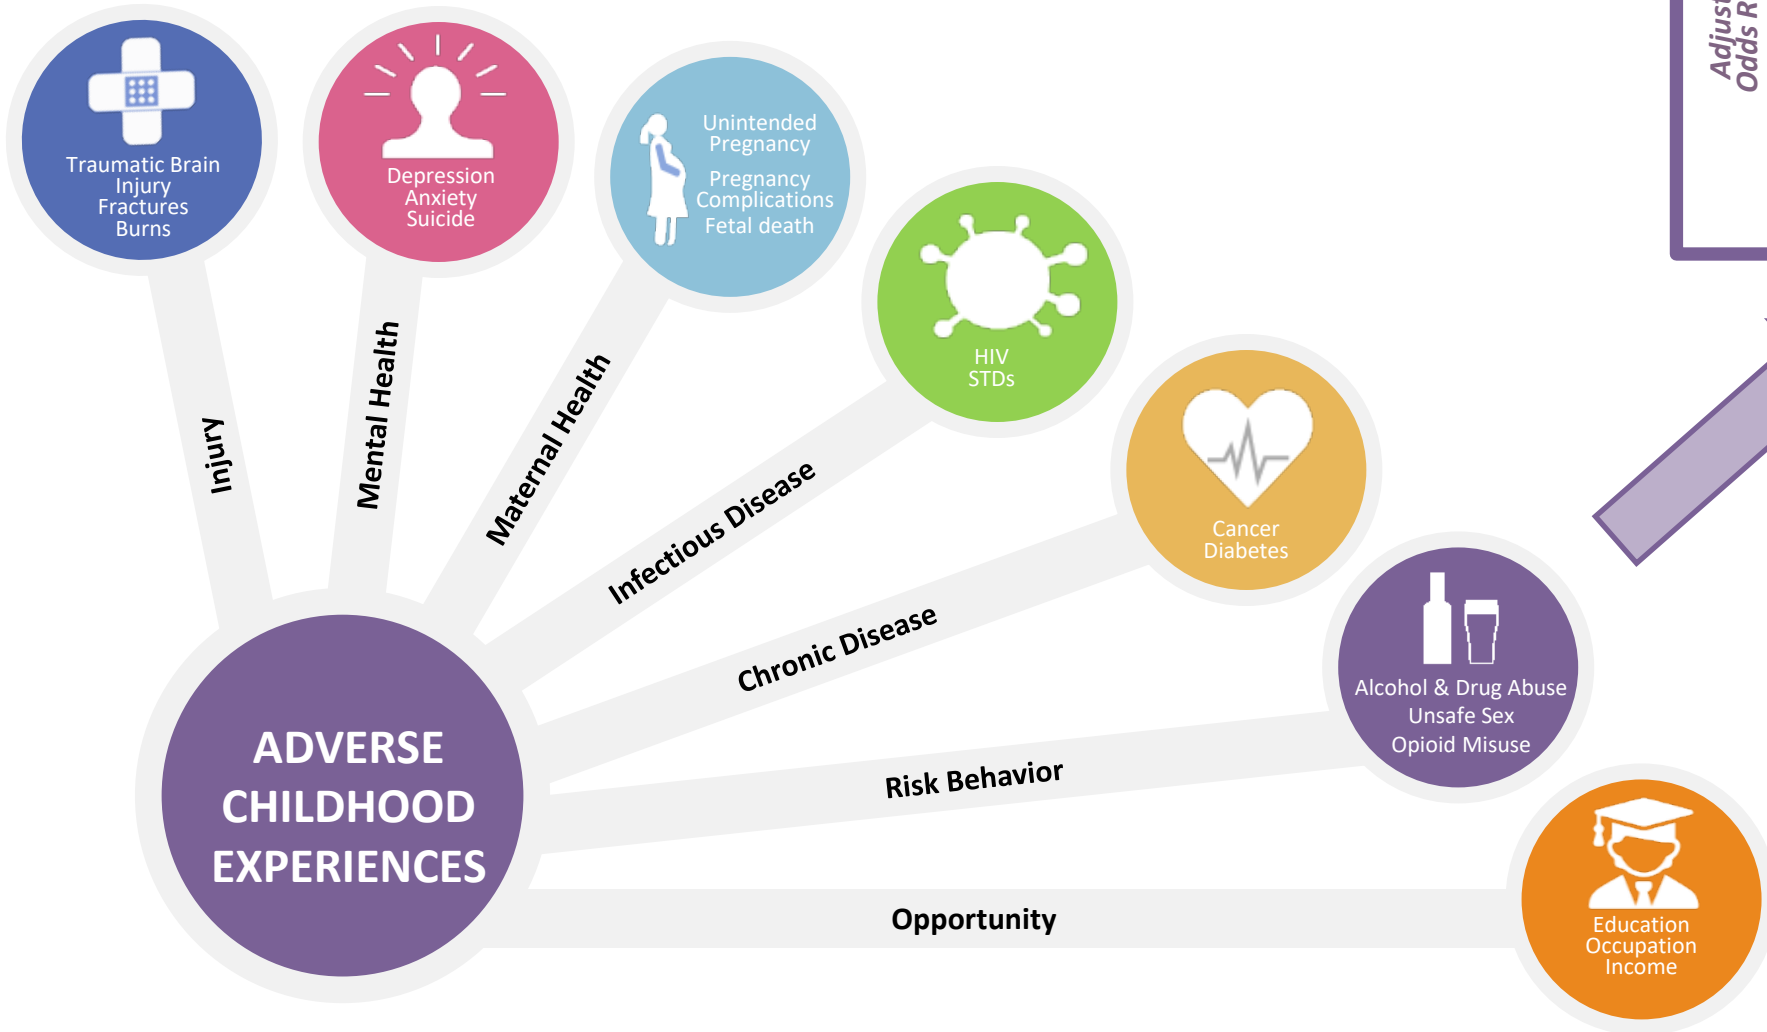 Traumatic Brain
Injury
Fractures
Burns
Depression
Anxiety
Suicide
Unintended
Pregnancy
Pregnancy
Complications
Fetal death
HIV
STDs
Cancer
Diabetes
Alcohol & Drug Abuse
Unsafe Sex
Opioid Misuse
Education
Occupation
Income
Injury
Mental Health
Maternal Health
Infectious Disease
Chronic Disease
Risk Behavior
Opportunity
ADVERSE
CHILDHOOD
EXPERIENCES
Adjust
Odds R